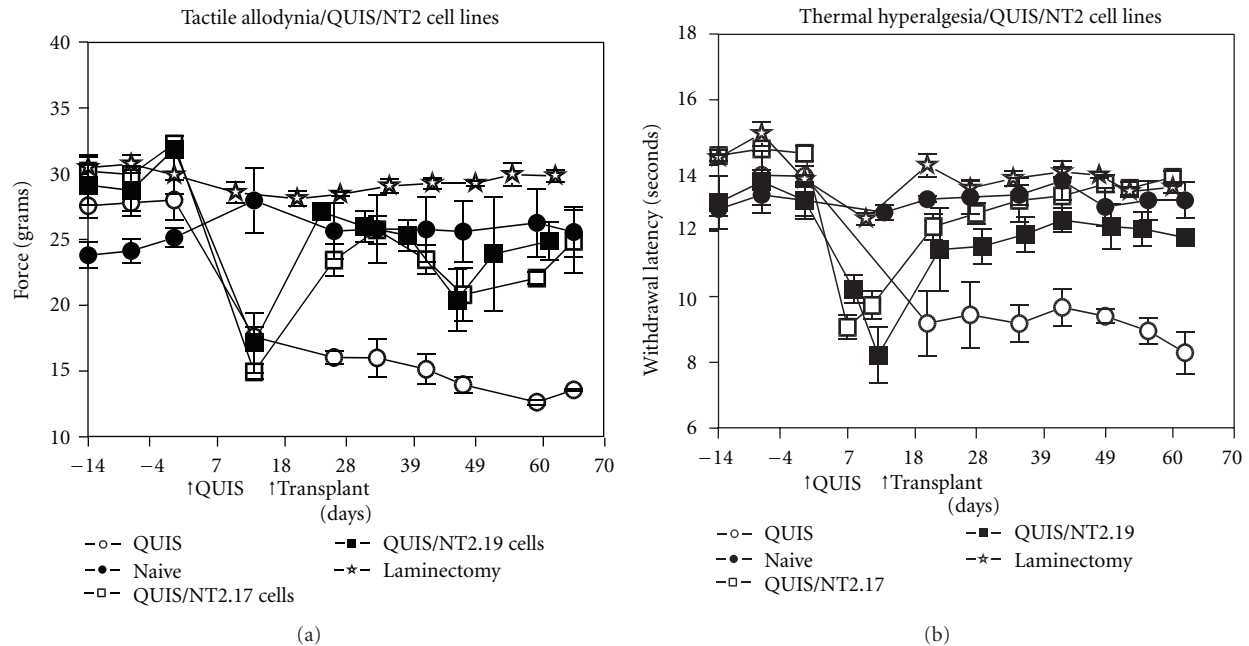 Tactile allodynia/QUIS/NT2 cell lines
40
35
30
25
20
15
10
Force (grams)
−14 −4 7 18 28 39 49 60 70
↑QUIS ↑Transplant
(days)
QUIS
Naive
QUIS/NT2.17 cells
QUIS/NT2.19 cells
Laminectomy
(a)
Thermal hyperalgesia/QUIS/NT2 cell lines
18
16
14
12
10
8
6
Withdrawal latency (seconds)
−14 −4 7 18 28 39 49 60 70
↑QUIS ↑Transplant
(days)
QUIS
Naive
QUIS/NT2.17
QUIS/NT2.19
Laminectomy
(b)